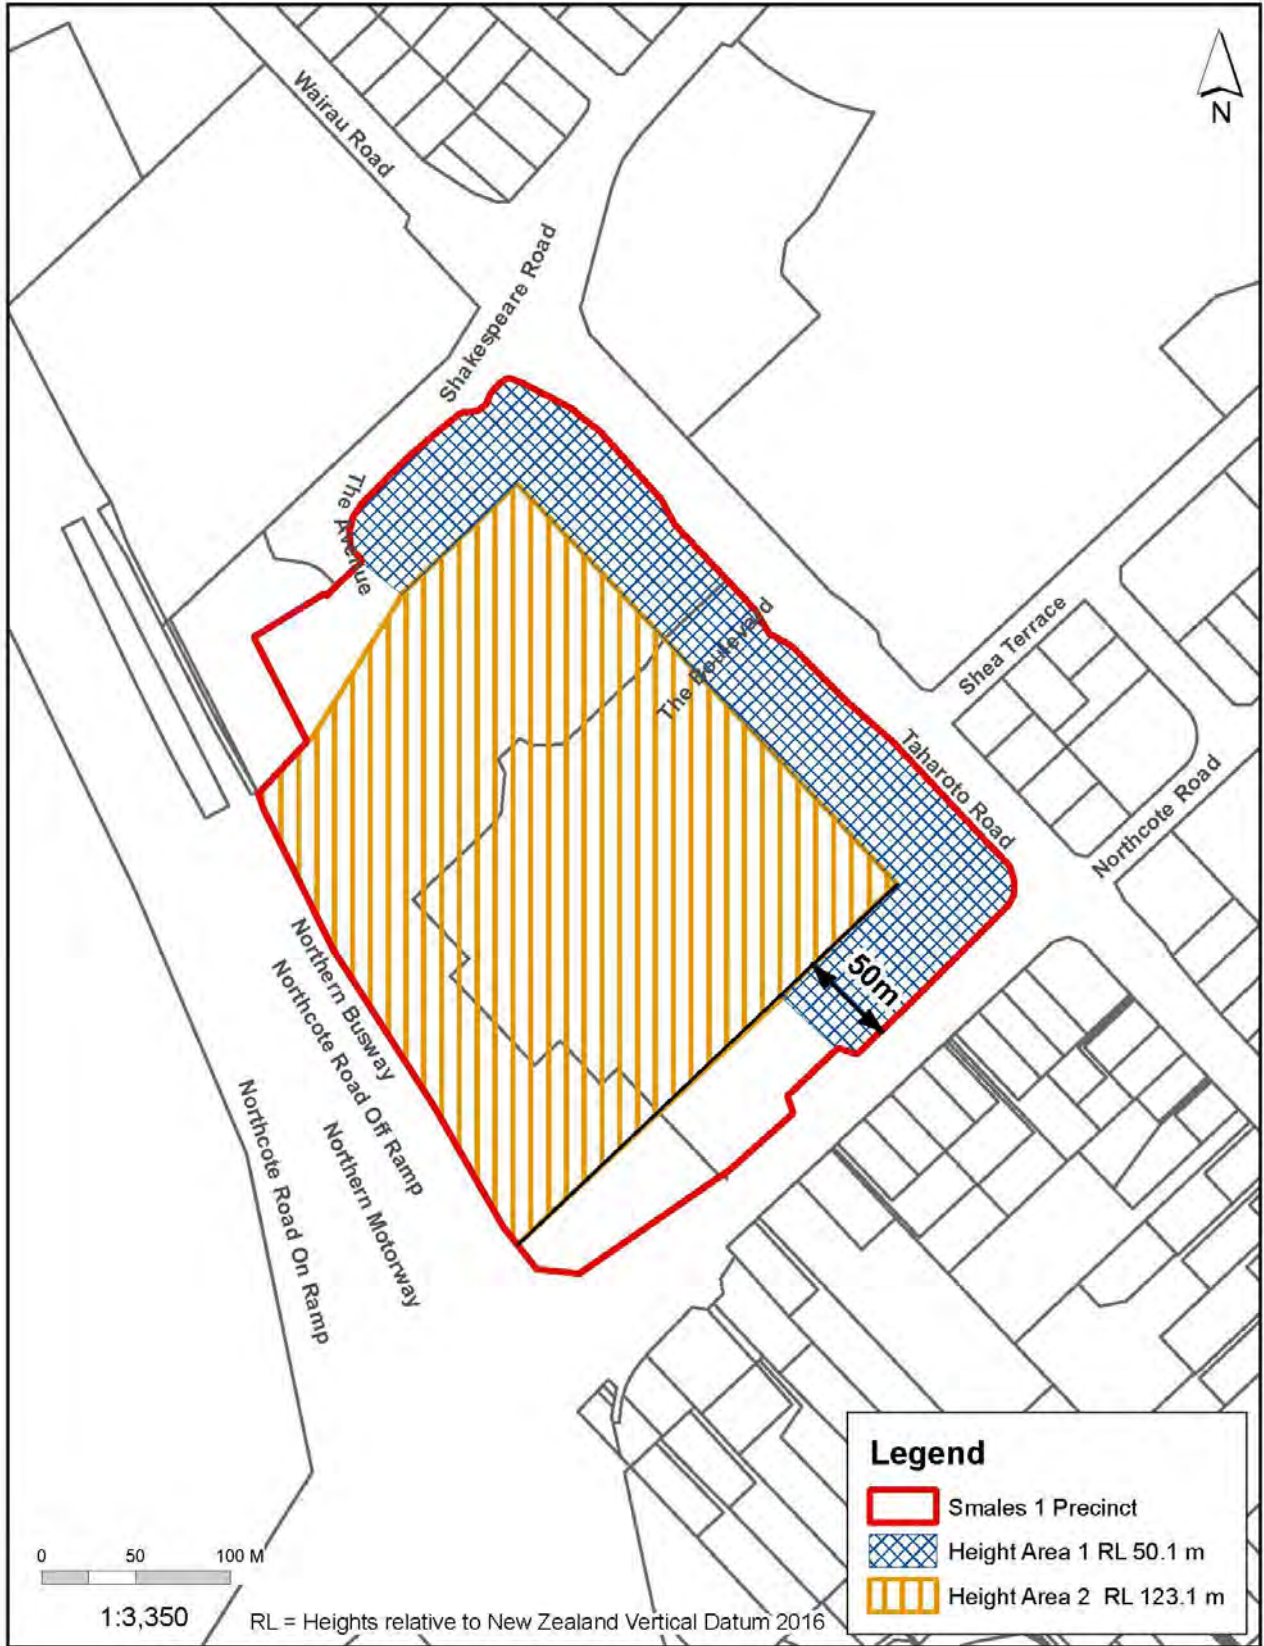 N
Wairau Road
Shakespeare Road
The Avenue
The Boulevard
Shea Terrace
Taharoto Road
Northcote Road
50m
Northern Busway
Northcote Road Off Ramp
Northcote Road On Ramp
Northern Motorway
Legend
Smales 1 Precinct
Height Area 1 RL 50.1 m
Height Area 2 RL 123.1 m
0 50 100 M
1:3,350
RL = Heights relative to New Zealand Vertical Datum 2016